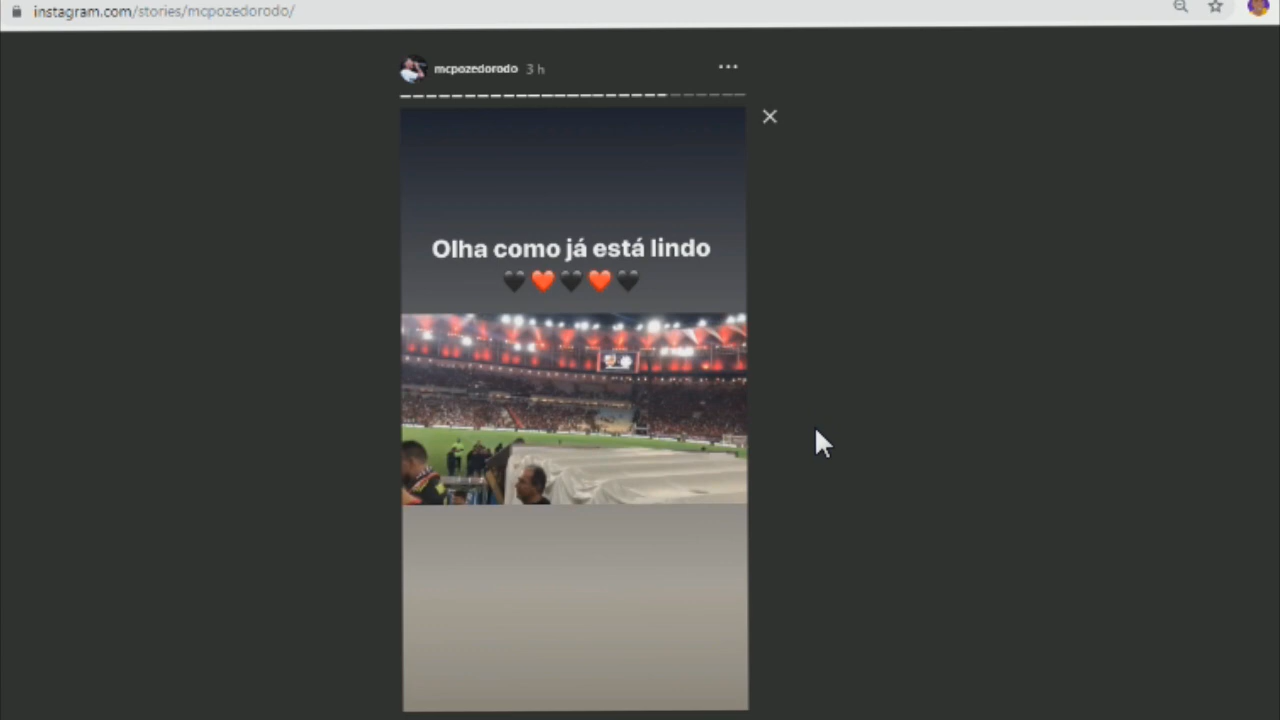 instagram.com/stories/mcpozedorodo/
mcpozedorodo 3 h
Olha como já está lindo
🖤❤️🖤❤️🖤